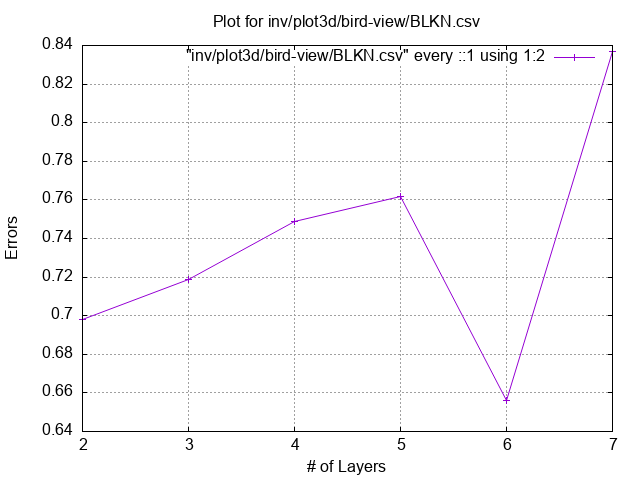 Plot for inv/plot3d/bird-view/BLKN.csv
"inv/plot3d/bird-view/BLKN.csv" every ::1 using 1:2
0.84
0.82
0.8
0.78
0.76
0.74
0.72
0.7
0.68
0.66
0.64
Errors
2 3 4 5 6 7
# of Layers